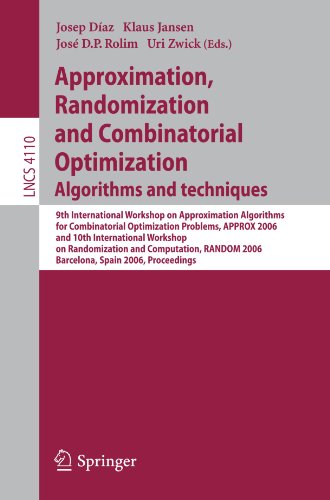 Josep Díaz Klaus Jansen
José D.P. Rolim Uri Zwick (Eds.)
LNCS 4110
Approximation,
Randomization
and Combinatorial
Optimization
Algorithms and techniques
9th International Workshop on Approximation Algorithms
for Combinatorial Optimization Problems, APPROX 2006
and 10th International Workshop
on Randomization and Computation, RANDOM 2006
Barcelona, Spain 2006, Proceedings
Springer